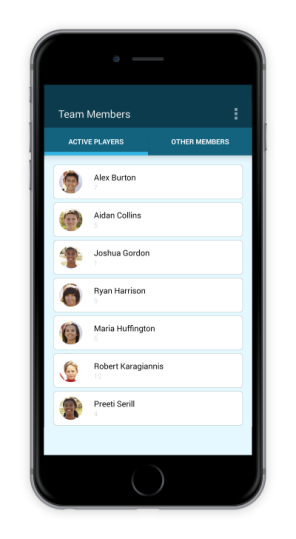 Team Members
ACTIVE PLAYERS
OTHER MEMBERS
Alex Burton
Aidan Collins
Joshua Gordon
Ryan Harrison
Maria Huffington
Robert Karagiannis
Preeti Serill